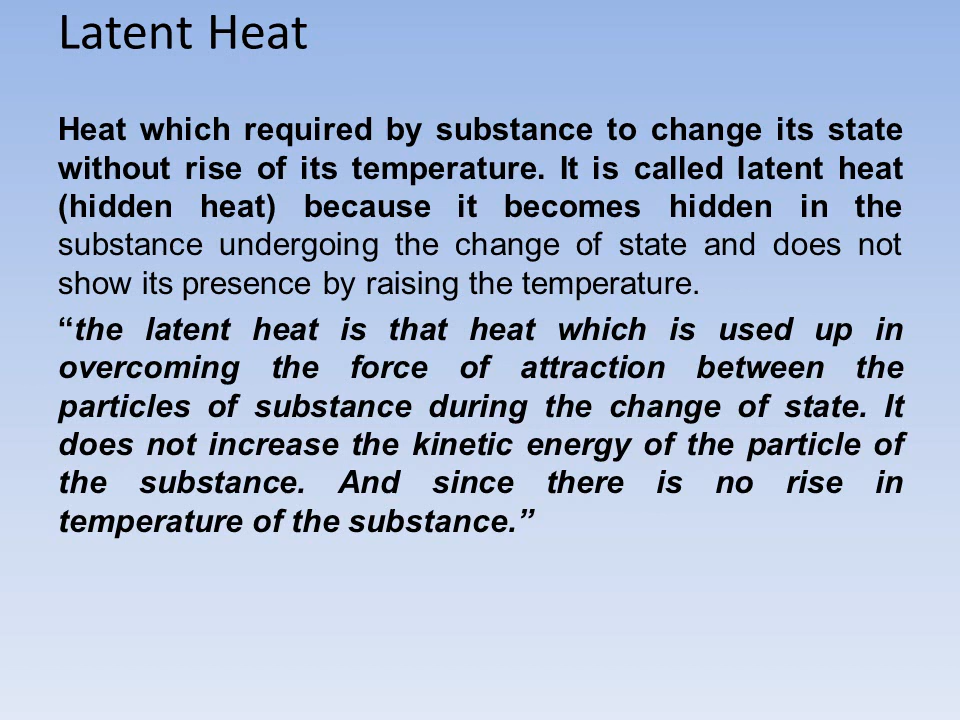 Latent Heat
Heat which required by substance to change its state
without rise of its temperature. It is called latent heat
(hidden heat) because it becomes hidden in the
substance undergoing the change of state and does not
show its presence by raising the temperature.
“the latent heat is that heat which is used up in
overcoming the force of attraction between the
particles of substance during the change of state. It
does not increase the kinetic energy of the particle of
the substance. And since there is no rise in
temperature of the substance.”